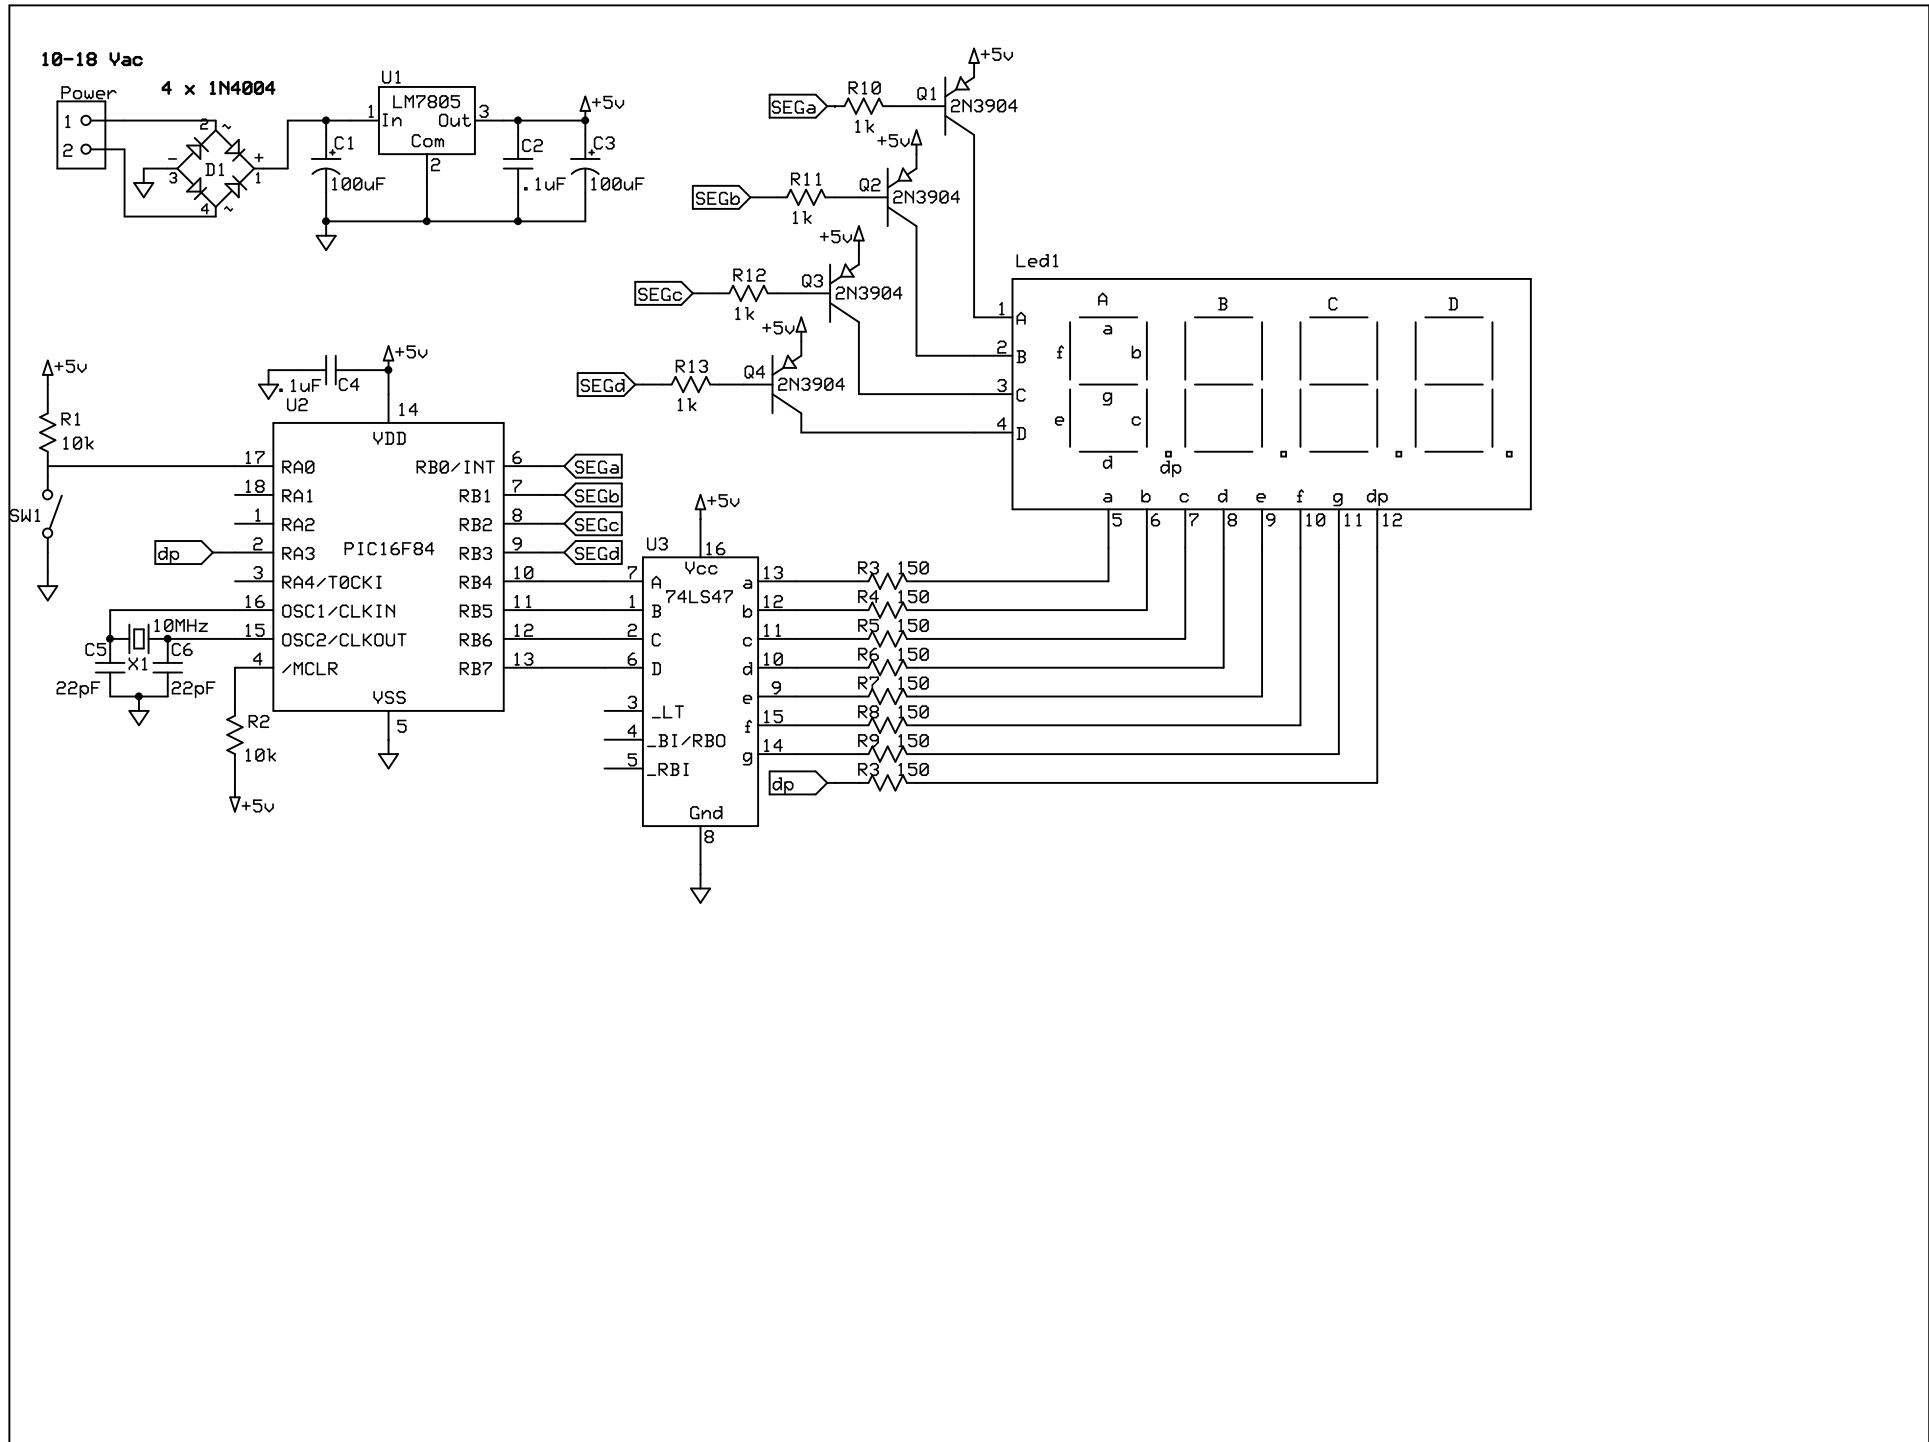 10-18 Vac
4 x 1N4004
Power
1
2
2 ~
- +
D1
3 1
4 ~
U1
LM7805
1 In Out 3
Com
2
+5v
C1
100uF
C2
.1uF
C3
100uF
+5v
SEGa R10 1k Q1 2N3904
+5v
SEGb R11 1k Q2 2N3904
+5v
SEGc R12 1k Q3 2N3904
+5v
SEGd R13 1k Q4 2N3904
Led1
A B C D
1 A
2 B
3 C
4 D
a
f b
g
e c
d dp
a b c d e f g dp
5 6 7 8 9 10 11 12
+5v
R1
10k
SW1
.1uF C4
+5v
U2
14
VDD
PIC16F84
17 RA0
18 RA1
1 RA2
dp 2 RA3
3 RA4/T0CKI
16 OSC1/CLKIN
15 OSC2/CLKOUT
4 /MCLR
RB0/INT 6 SEGa
RB1 7 SEGb
RB2 8 SEGc
RB3 9 SEGd
RB4 10
RB5 11
RB6 12
RB7 13
VSS
5
10MHz
C5 X1 C6
22pF 22pF
R2
10k
+5v
+5v
U3
16
Vcc
74LS47
7 A
1 B
2 C
6 D
3 _LT
4 _BI/RBO
5 _RBI
a 13 R3 150
b 12 R4 150
c 11 R5 150
d 10 R6 150
e 9 R7 150
f 15 R8 150
g 14 R9 150
dp R3 150
Gnd
8